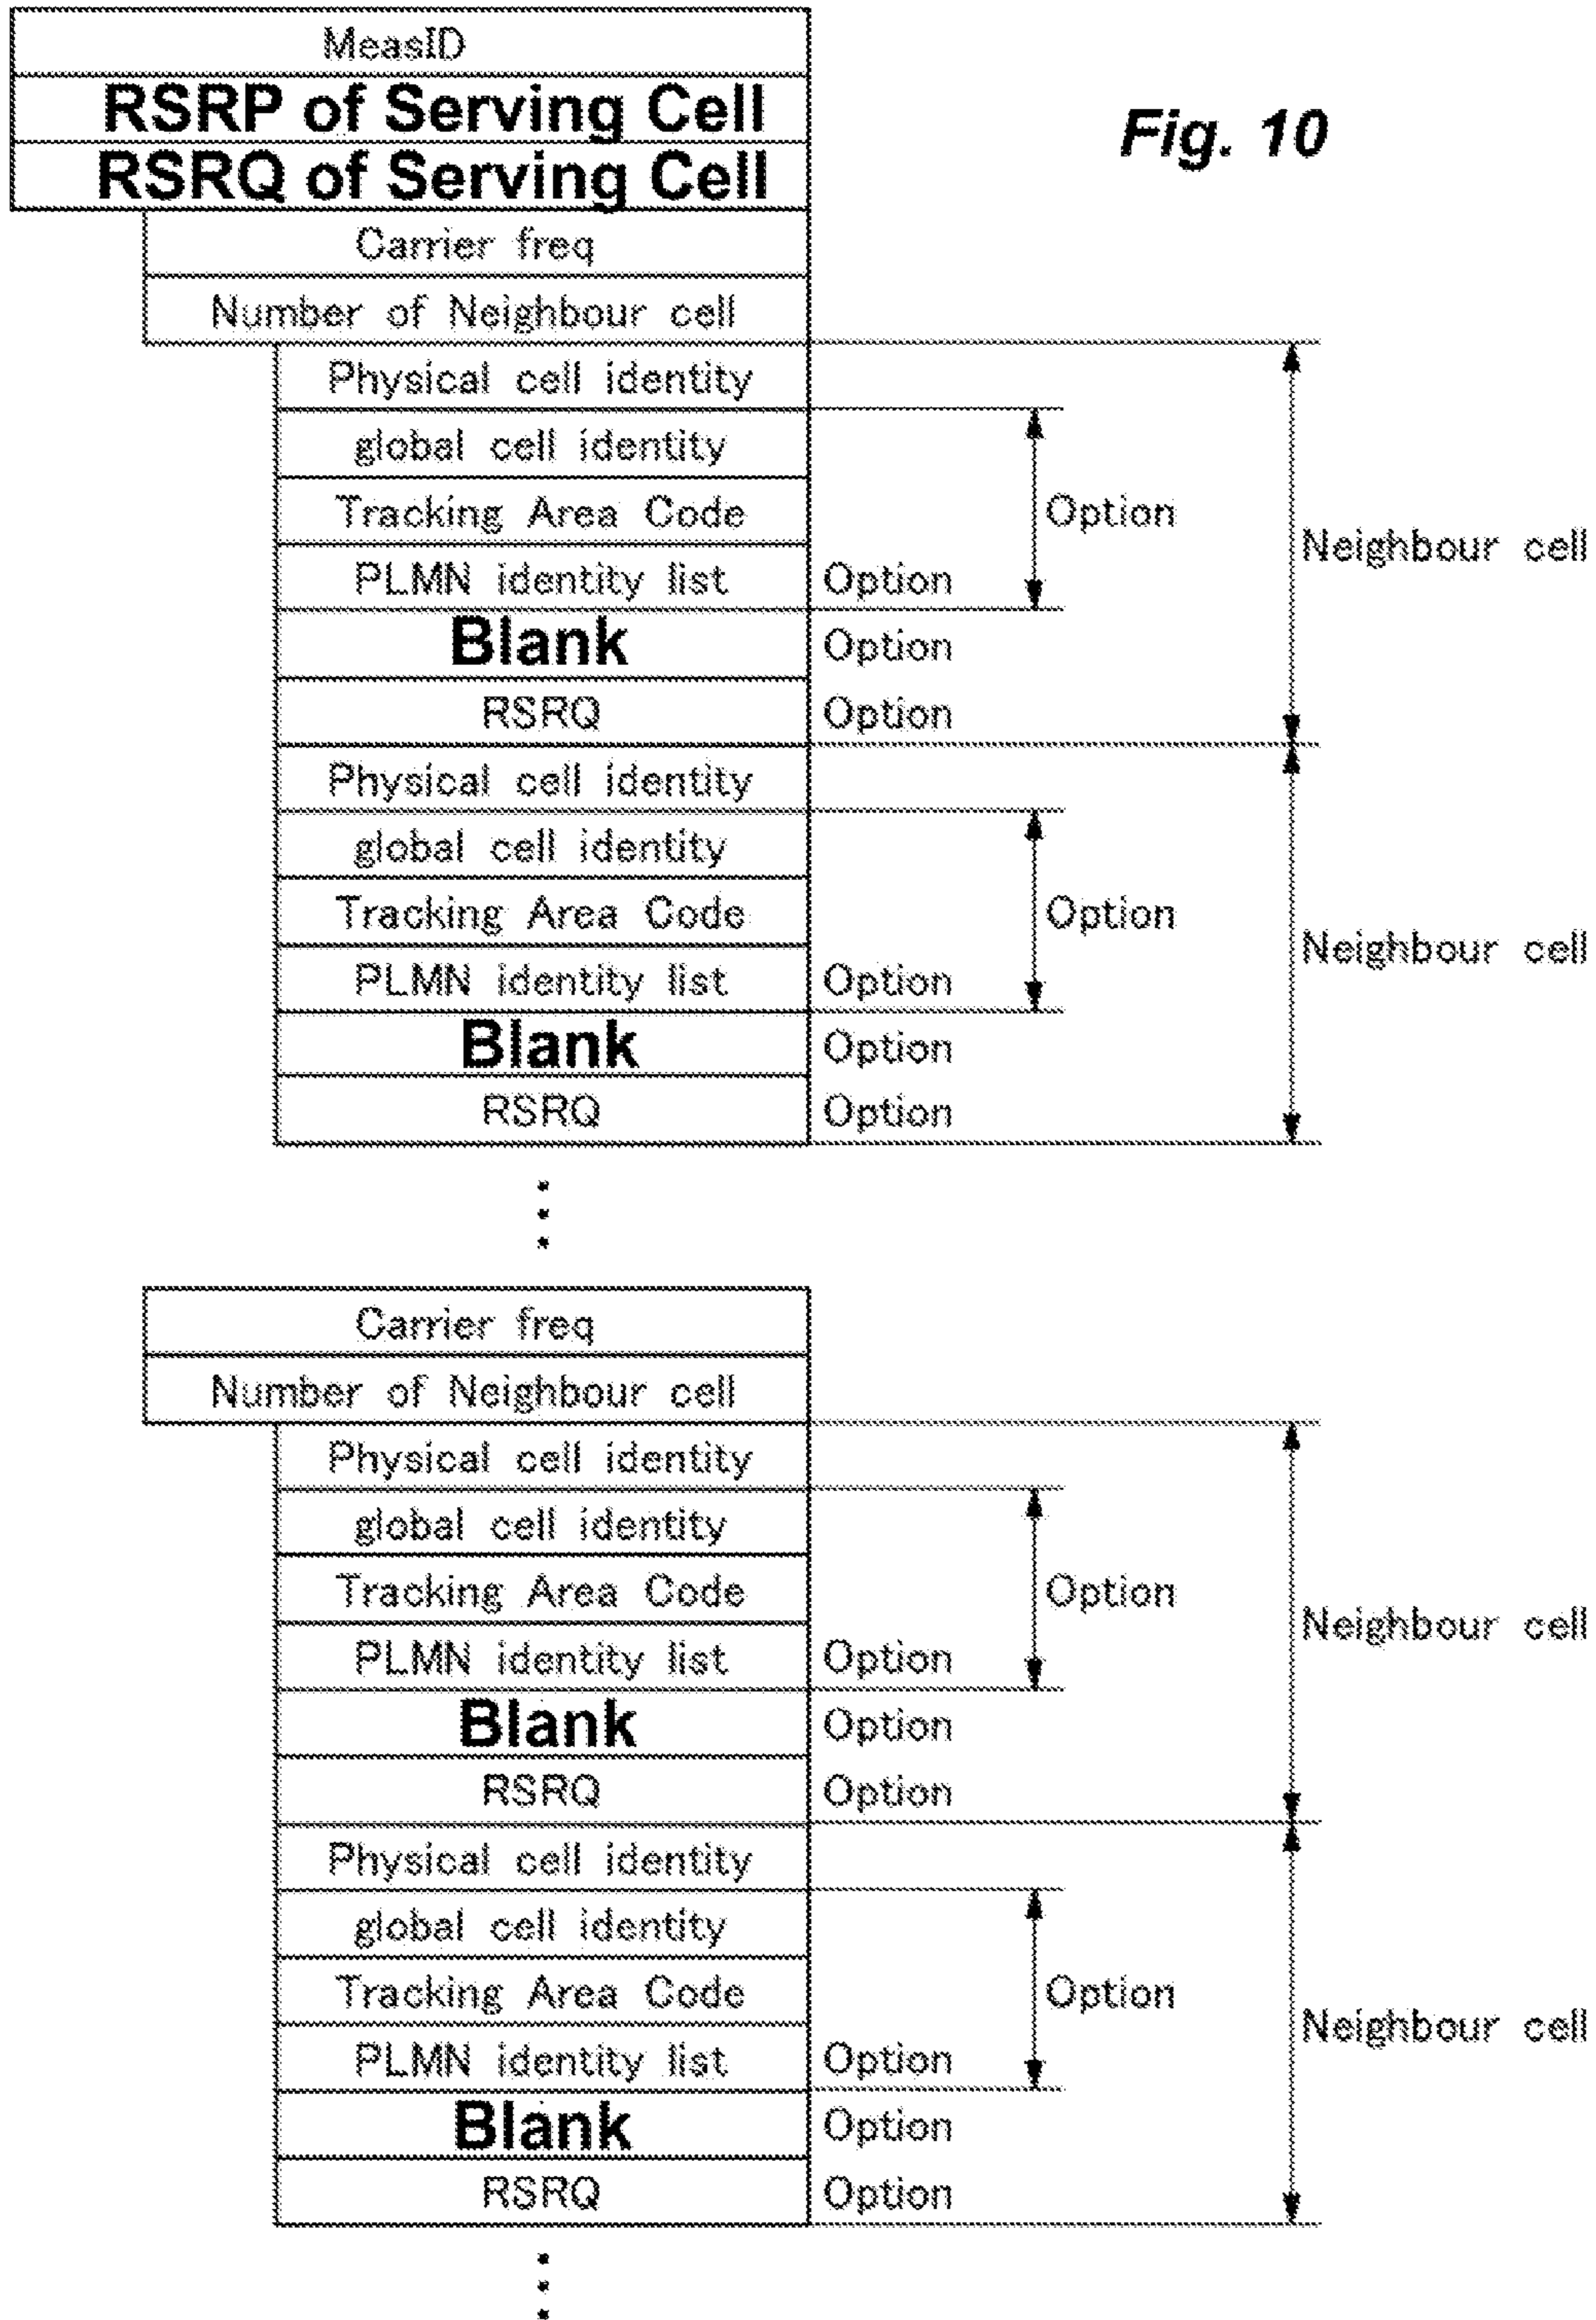 MeasID
RSRP of Serving Cell
Fig. 10
RSRQ of Serving Cell
Carrier freq
Number of Neighbour cell
Physical cell identity
global cell identity
Tracking Area Code
Option
Neighbour cell
PLMN identity list Option
Blank Option
RSRQ Option
Physical cell identity
global cell identity
Tracking Area Code
Option
Neighbour cell
PLMN identity list Option
Blank Option
RSRQ Option
Carrier freq
Number of Neighbour cell
Physical cell identity
global cell identity
Tracking Area Code
Option
Neighbour cell
PLMN identity list Option
Blank Option
RSRQ Option
Physical cell identity
global cell identity
Tracking Area Code
Option
Neighbour cell
PLMN identity list Option
Blank Option
RSRQ Option